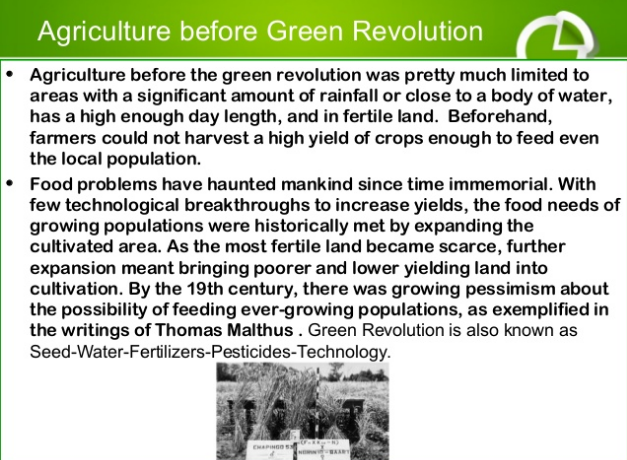 Agriculture before Green Revolution
• Agriculture before the green revolution was pretty much limited to
areas with a significant amount of rainfall or close to a body of water,
has a high enough day length, and in fertile land.  Beforehand,
farmers could not harvest a high yield of crops enough to feed even
the local population.
• Food problems have haunted mankind since time immemorial. With
few technological breakthroughs to increase yields, the food needs of
growing populations were historically met by expanding the
cultivated area. As the most fertile land became scarce, further
expansion meant bringing poorer and lower yielding land into
cultivation. By the 19th century, there was growing pessimism about
the possibility of feeding ever-growing populations, as exemplified in
the writings of Thomas Malthus . Green Revolution is also known as
Seed-Water-Fertilizers-Pesticides-Technology.
CHAPINGO 53